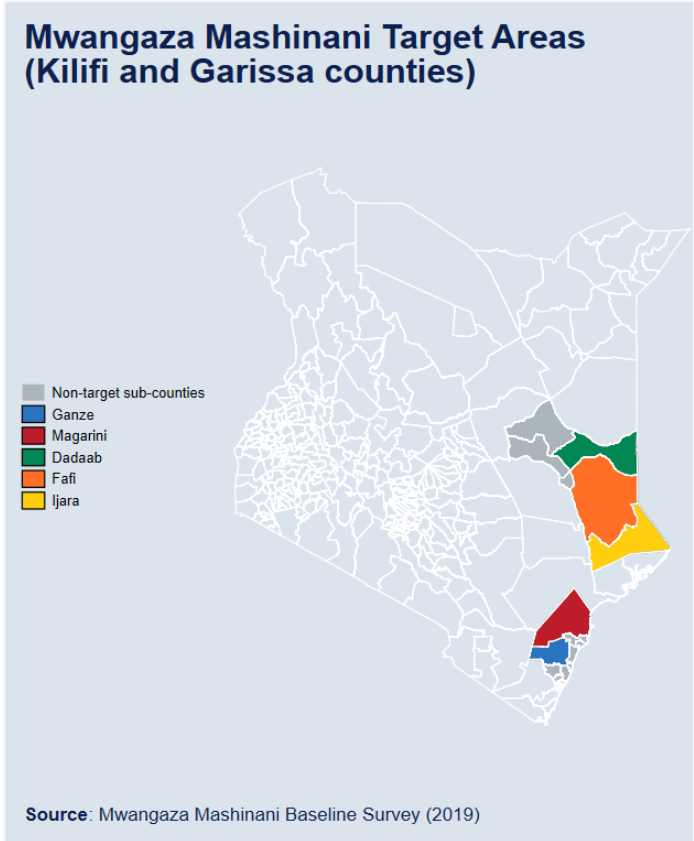 Mwangaza Mashinani Target Areas
(Kilifi and Garissa counties)
Non-target sub-counties
Ganze
Magarini
Dadaab
Fafi
Ijara
Source: Mwangaza Mashinani Baseline Survey (2019)